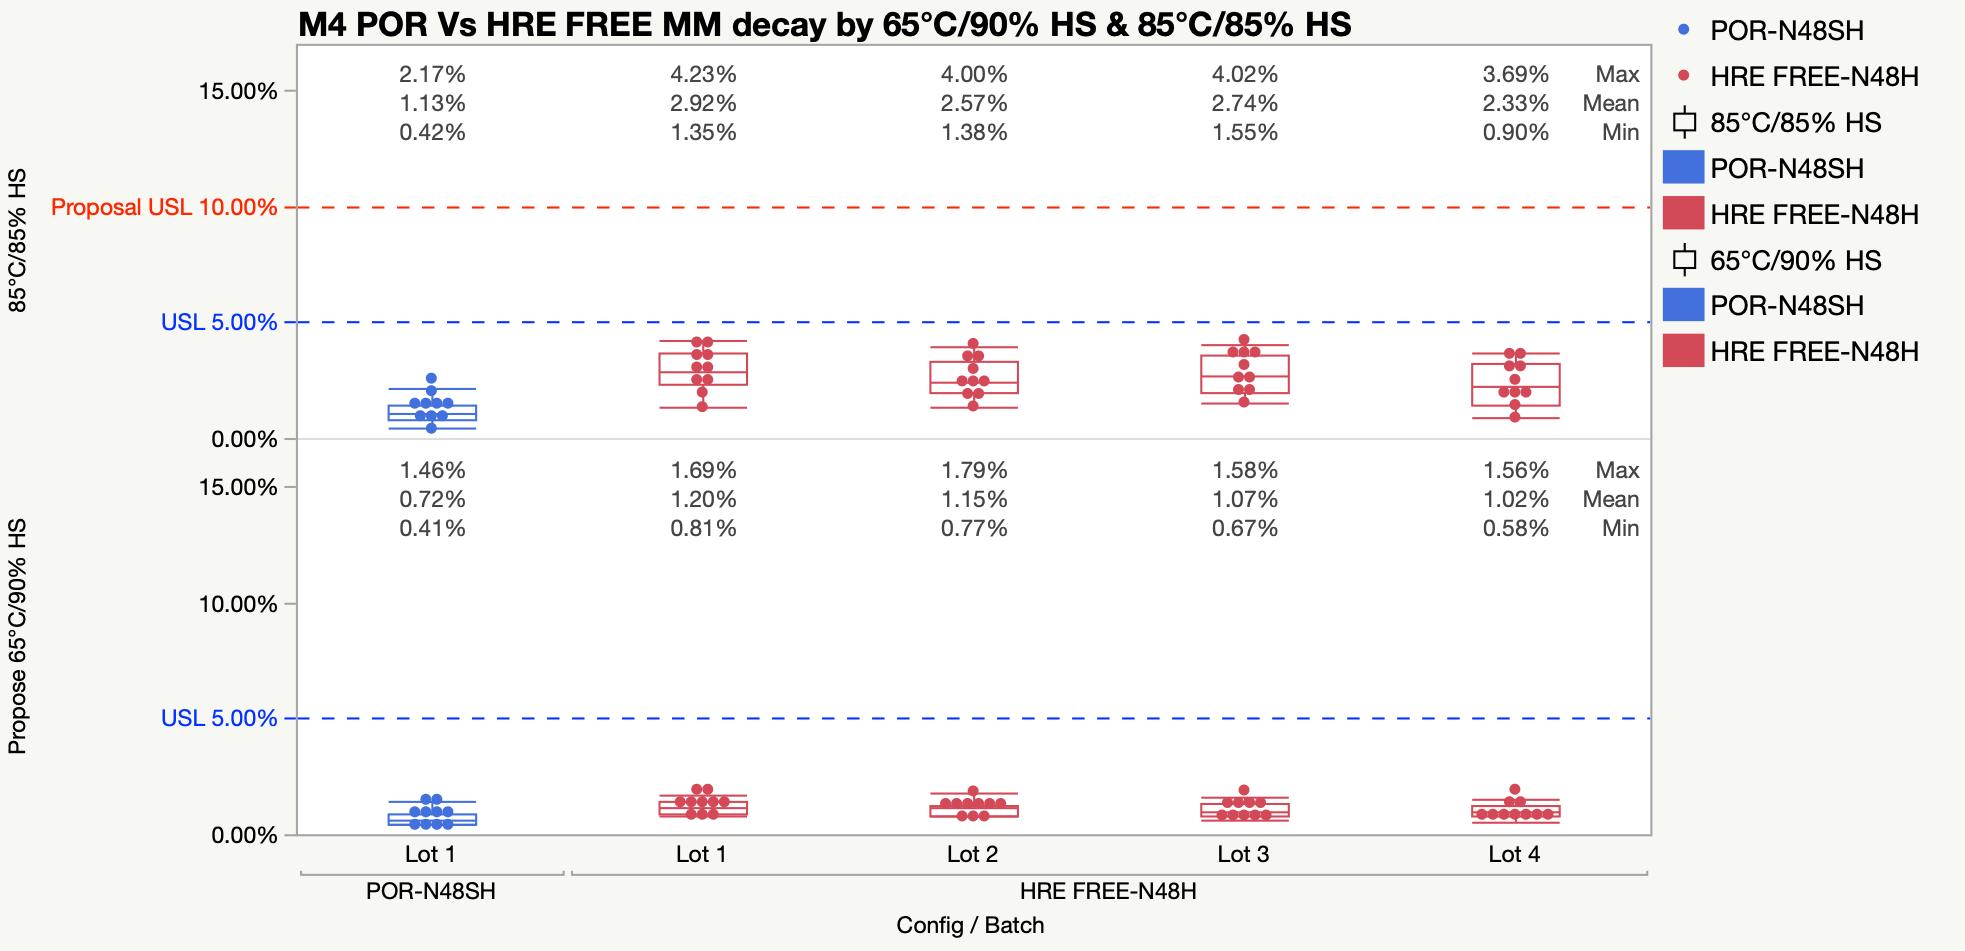 M4 POR Vs HRE FREE MM decay by 65°C/90% HS & 85°C/85% HS
2.17% 4.23% 4.00% 4.02% 3.69% Max
15.00%
1.13% 2.92% 2.57% 2.74% 2.33% Mean
0.42% 1.35% 1.38% 1.55% 0.90% Min
85°C/85% HS
Proposal USL 10.00%
USL 5.00%
0.00%
1.46% 1.69% 1.79% 1.58% 1.56% Max
15.00%
0.72% 1.20% 1.15% 1.07% 1.02% Mean
0.41% 0.81% 0.77% 0.67% 0.58% Min
Propose 65°C/90% HS
10.00%
USL 5.00%
0.00%
Lot 1 Lot 1 Lot 2 Lot 3 Lot 4
POR-N48SH HRE FREE-N48H
Config / Batch
POR-N48SH
HRE FREE-N48H
85°C/85% HS
POR-N48SH
HRE FREE-N48H
65°C/90% HS
POR-N48SH
HRE FREE-N48H